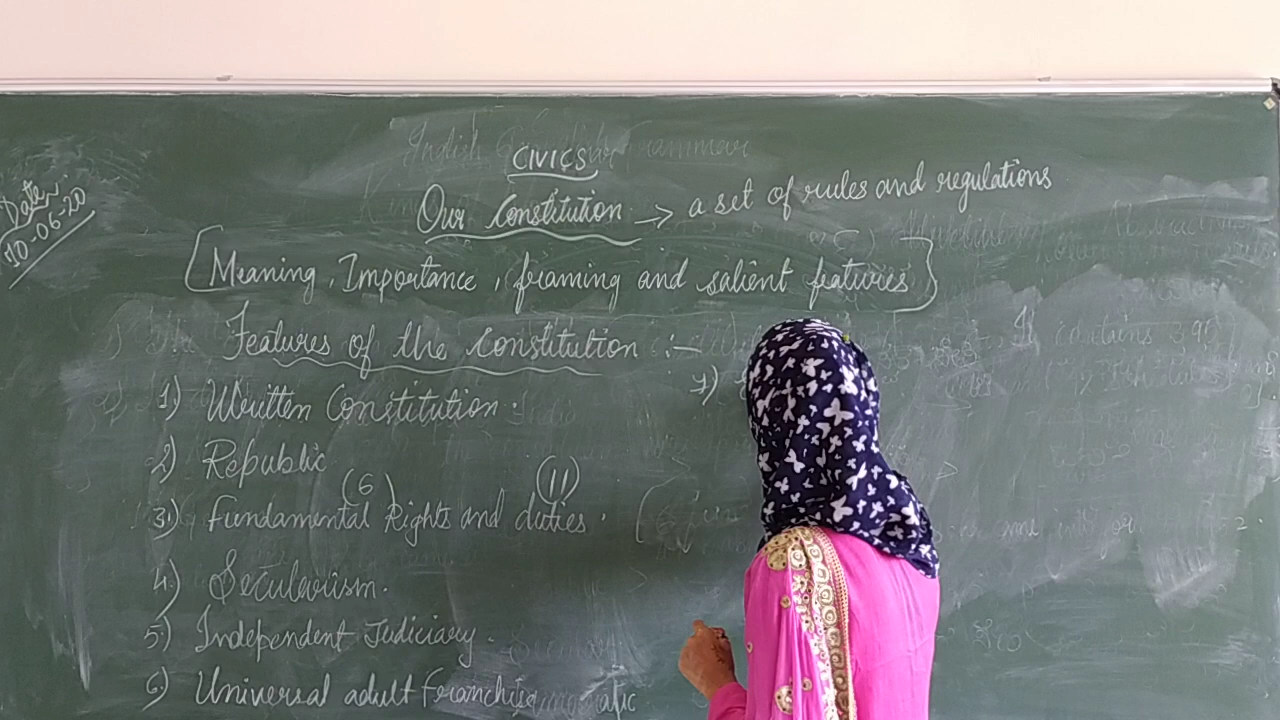 CIVICS
Date:
10-06-20
Our Constitution → a set of rules and regulations
[Meaning, Importance, framing and salient features]
Features of the Constitution :-
1) Written Constitution.
2) Republic
3) Fundamental (6) Rights and duties (11).
4) Secularism.
5) Independent Judiciary.
6) Universal adult franchise
7)